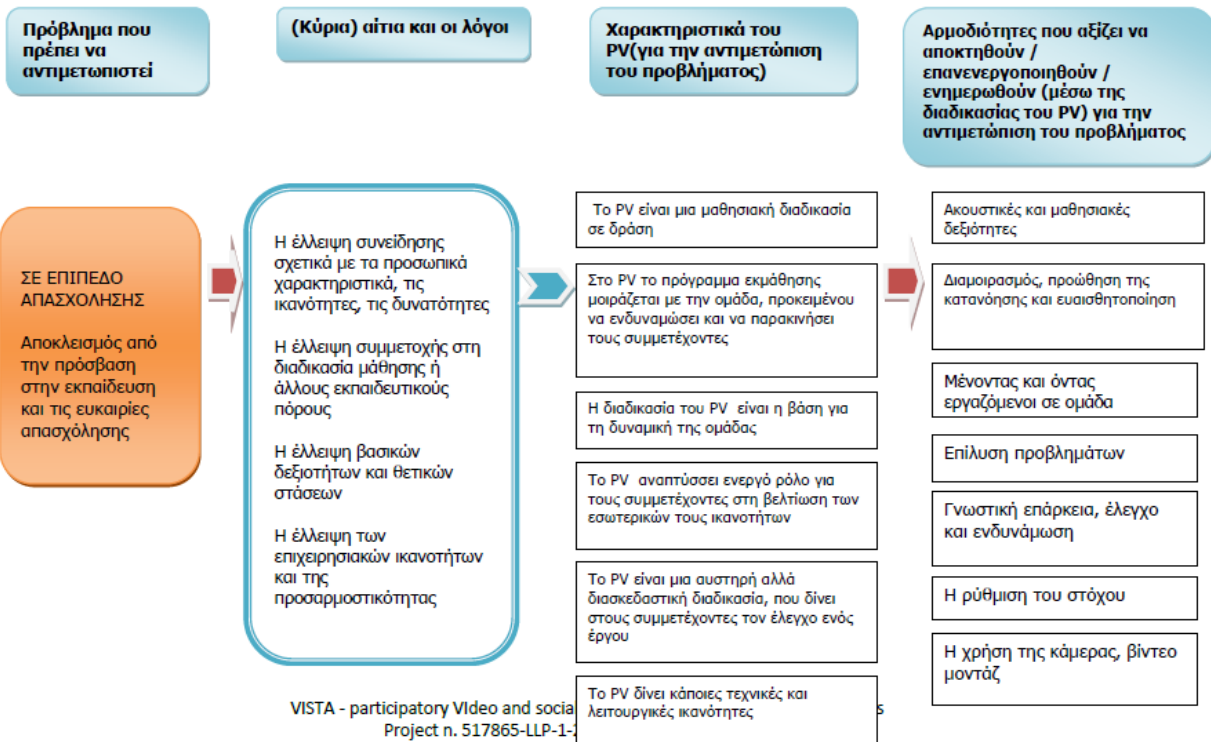 Πρόβλημα που
πρέπει να
αντιμετωπιστεί
(Κύρια) αίτια και οι λόγοι
Χαρακτηριστικά του
PV(για την αντιμετώπιση
του προβλήματος)
Αρμοδιότητες που αξίζει να
αποκτηθούν /
επανενεργοποιηθούν /
ενημερωθούν (μέσω της
διαδικασίας του PV) για την
αντιμετώπιση του προβλήματος
ΣΕ ΕΠΙΠΕΔΟ
ΑΠΑΣΧΟΛΗΣΗΣ
Αποκλεισμός από
την πρόσβαση
στην εκπαίδευση
και τις ευκαιρίες
απασχόλησης
Η έλλειψη συνείδησης
σχετικά με τα προσωπικά
χαρακτηριστικά, τις
ικανότητες, τις δυνατότητες
Η έλλειψη συμμετοχής στη
διαδικασία μάθησης ή
άλλους εκπαιδευτικούς
πόρους
Η έλλειψη βασικών
δεξιοτήτων και θετικών
στάσεων
Η έλλειψη των
επιχειρησιακών ικανοτήτων
και της
προσαρμοστικότητας
Το PV είναι μια μαθησιακή διαδικασία
σε δράση
Στο PV το πρόγραμμα εκμάθησης
μοιράζεται με την ομάδα, προκειμένου
να ενδυναμώσει και να παρακινήσει
τους συμμετέχοντες
Η διαδικασία του PV είναι η βάση για
τη δυναμική της ομάδας
Το PV αναπτύσσει ενεργό ρόλο για
τους συμμετέχοντες στη βελτίωση των
εσωτερικών τους ικανοτήτων
Το PV είναι μια αυστηρή αλλά
διασκεδαστική διαδικασία, που δίνει
στους συμμετέχοντες τον έλεγχο ενός
έργου
Το PV δίνει κάποιες τεχνικές και
λειτουργικές ικανότητες
Ακουστικές και μαθησιακές
δεξιότητες
Διαμοιρασμός, προώθηση της
κατανόησης και ευαισθητοποίηση
Μένοντας και όντας
εργαζόμενοι σε ομάδα
Επίλυση προβλημάτων
Γνωστική επάρκεια, έλεγχο
και ενδυνάμωση
Η ρύθμιση του στόχου
Η χρήση της κάμερας, βίντεο
μοντάζ
VISTA - participatory VIdeo and social
Project n. 517865-LLP-1-